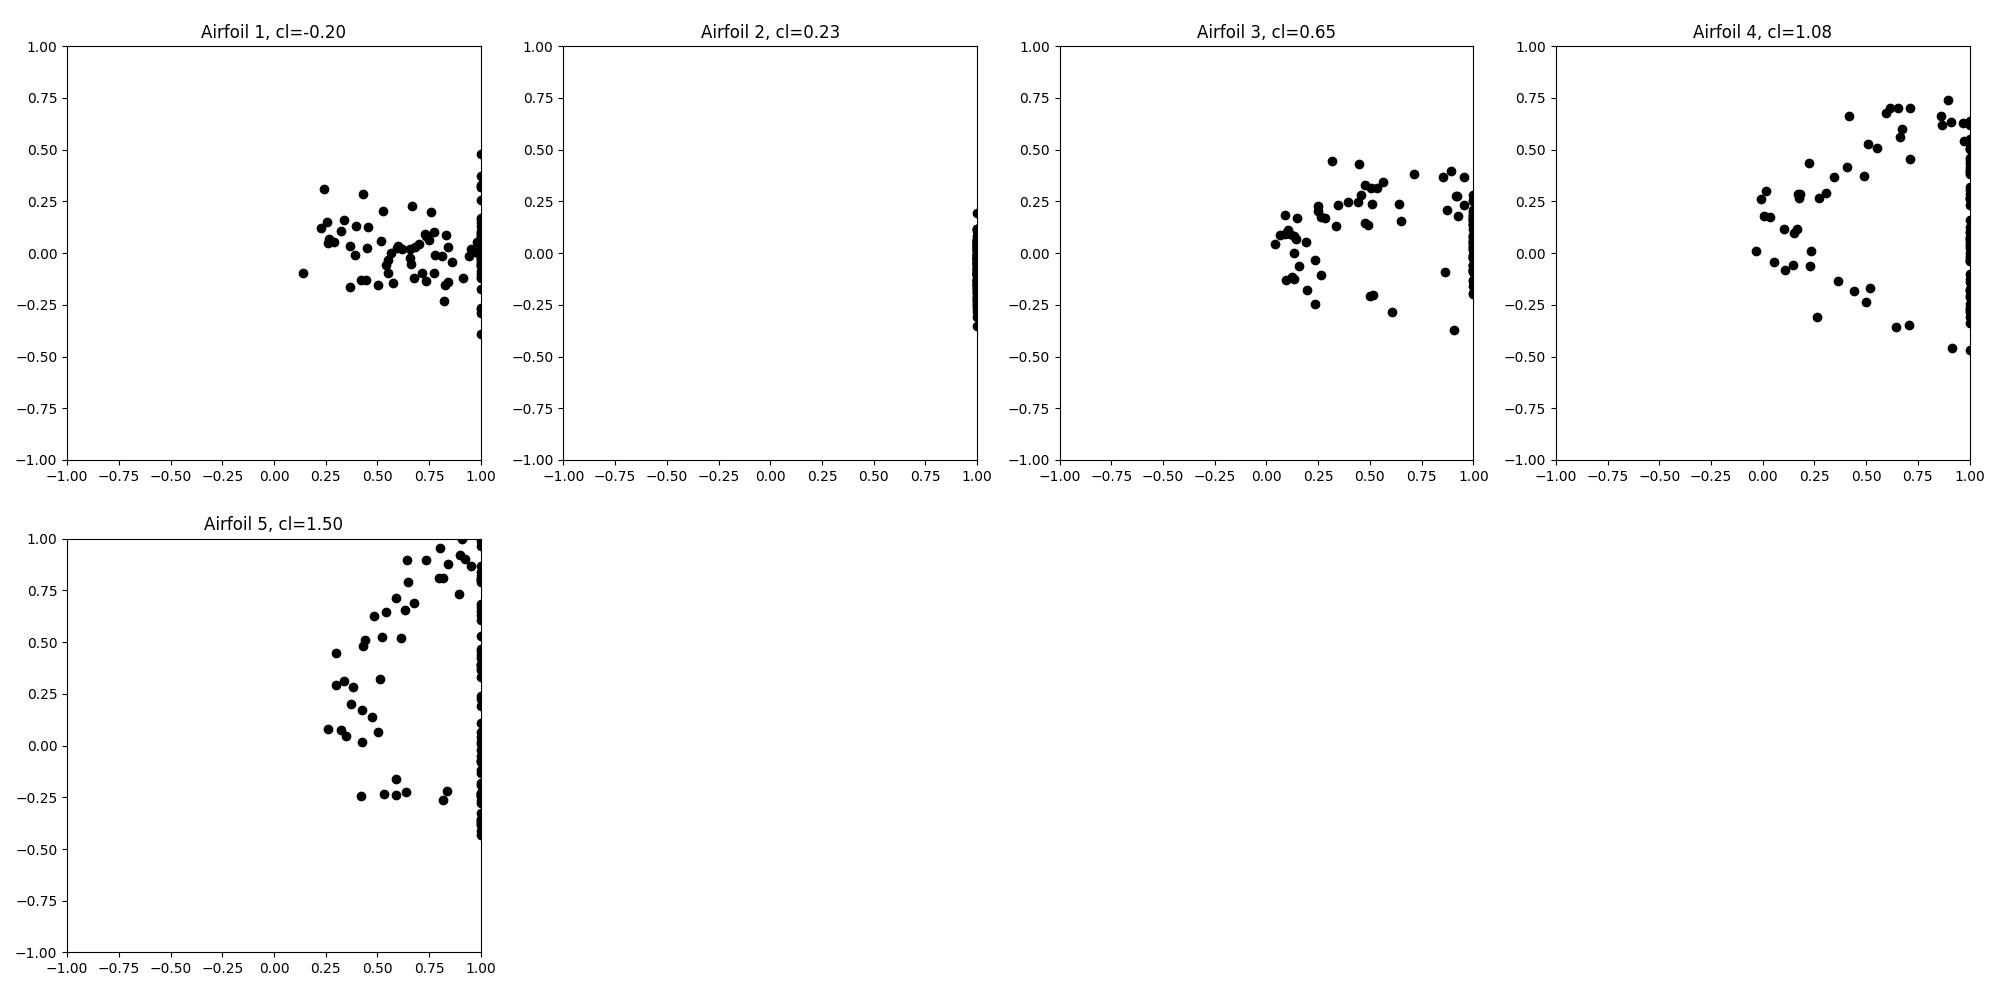 Airfoil 1, cl=-0.20
Airfoil 2, cl=0.23
Airfoil 3, cl=0.65
Airfoil 4, cl=1.08
1.00 1.00 1.00 1.00
0.75 0.75 0.75 0.75
0.50 0.50 0.50 0.50
0.25 0.25 0.25 0.25
0.00 0.00 0.00 0.00
−0.25 −0.25 −0.25 −0.25
−0.50 −0.50 −0.50 −0.50
−0.75 −0.75 −0.75 −0.75
−1.00 −1.00 −1.00 −1.00
−1.00 −0.75 −0.50 −0.25 0.00 0.25 0.50 0.75 1.00
−1.00 −0.75 −0.50 −0.25 0.00 0.25 0.50 0.75 1.00
−1.00 −0.75 −0.50 −0.25 0.00 0.25 0.50 0.75 1.00
−1.00 −0.75 −0.50 −0.25 0.00 0.25 0.50 0.75 1.00
Airfoil 5, cl=1.50
1.00
0.75
0.50
0.25
0.00
−0.25
−0.50
−0.75
−1.00
−1.00 −0.75 −0.50 −0.25 0.00 0.25 0.50 0.75 1.00